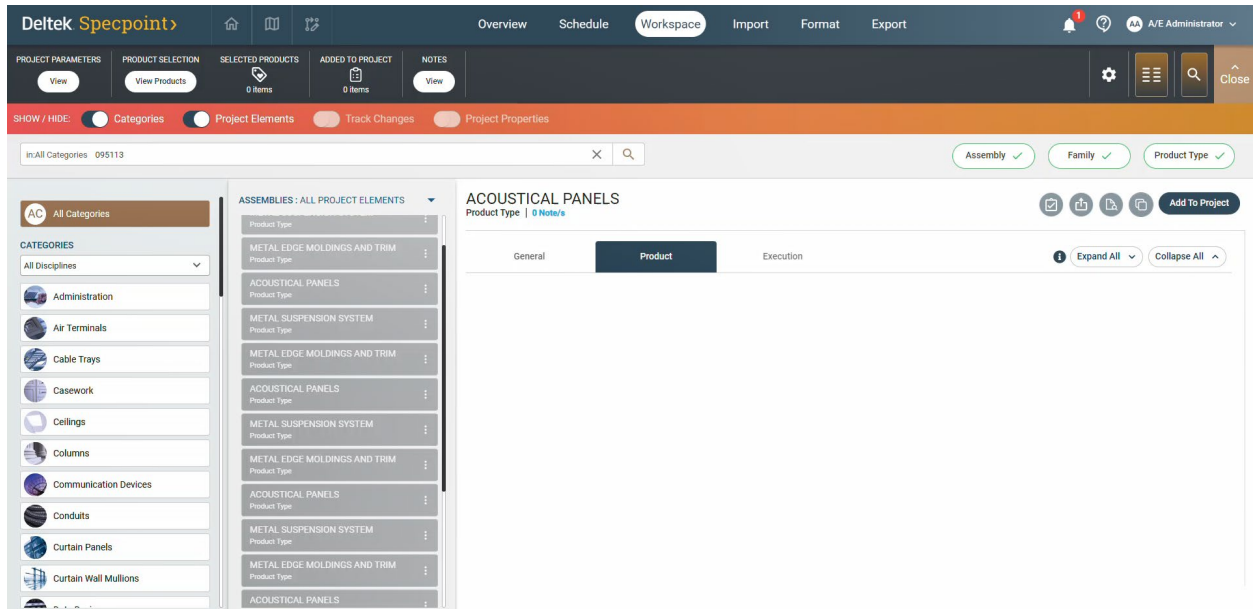 Deltek Specpoint>
Overview Schedule Workspace Import Format Export
1
AA A/E Administrator
PROJECT PARAMETERS PRODUCT SELECTION SELECTED PRODUCTS ADDED TO PROJECT NOTES
View View Products 0 items 0 items View
Close
SHOW / HIDE: Categories Project Elements Track Changes Project Properties
in:All Categories 095113
Assembly Family Product Type
AC All Categories
CATEGORIES
All Disciplines
Administration
Air Terminals
Cable Trays
Casework
Ceilings
Columns
Communication Devices
Conduits
Curtain Panels
Curtain Wall Mullions
ASSEMBLIES : ALL PROJECT ELEMENTS
Product Type
METAL EDGE MOLDINGS AND TRIM
Product Type
ACOUSTICAL PANELS
Product Type
METAL SUSPENSION SYSTEM
Product Type
METAL EDGE MOLDINGS AND TRIM
Product Type
ACOUSTICAL PANELS
Product Type
METAL SUSPENSION SYSTEM
Product Type
METAL EDGE MOLDINGS AND TRIM
Product Type
ACOUSTICAL PANELS
Product Type
METAL SUSPENSION SYSTEM
Product Type
METAL EDGE MOLDINGS AND TRIM
Product Type
ACOUSTICAL PANELS
ACOUSTICAL PANELS
Product Type | 0 Note/s
Add To Project
General Product Execution
Expand All Collapse All